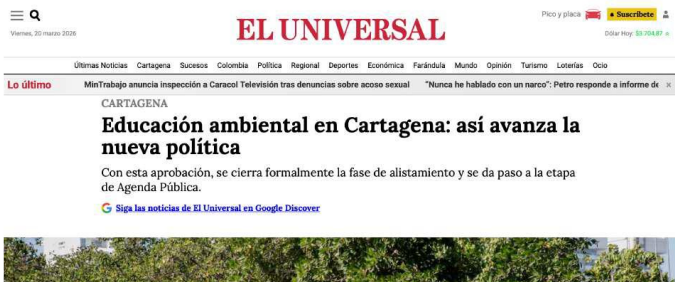 Pico y placa
Suscríbete
Viernes, 20 marzo 2026
EL UNIVERSAL
Dólar Hoy: $3.704,87
Últimas Noticias Cartagena Sucesos Colombia Política Regional Deportes Económica Farándula Mundo Opinión Turismo Loterías Ocio
Lo último MinTrabajo anuncia inspección a Caracol Televisión tras denuncias sobre acoso sexual "Nunca he hablado con un narco": Petro responde a informe de
CARTAGENA
Educación ambiental en Cartagena: así avanza la
nueva política
Con esta aprobación, se cierra formalmente la fase de alistamiento y se da paso a la etapa
de Agenda Pública.
Siga las noticias de El Universal en Google Discover